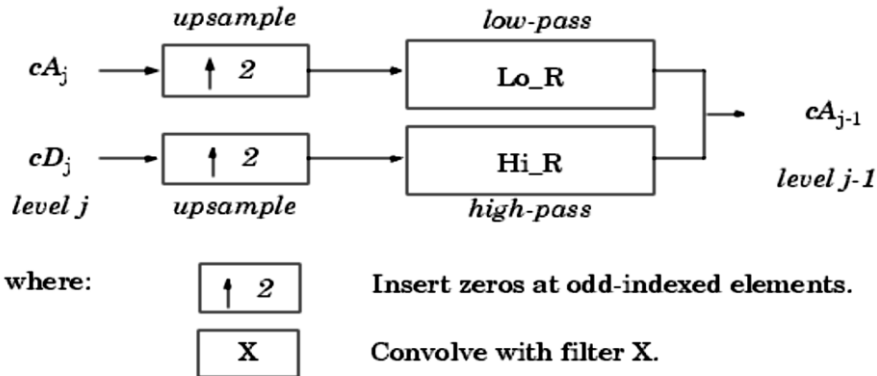 upsample low-pass
cAj ↑ 2 Lo_R
cAj-1
cDj ↑ 2 Hi_R
level j upsample high-pass level j-1
where: ↑ 2 Insert zeros at odd-indexed elements.
X Convolve with filter X.